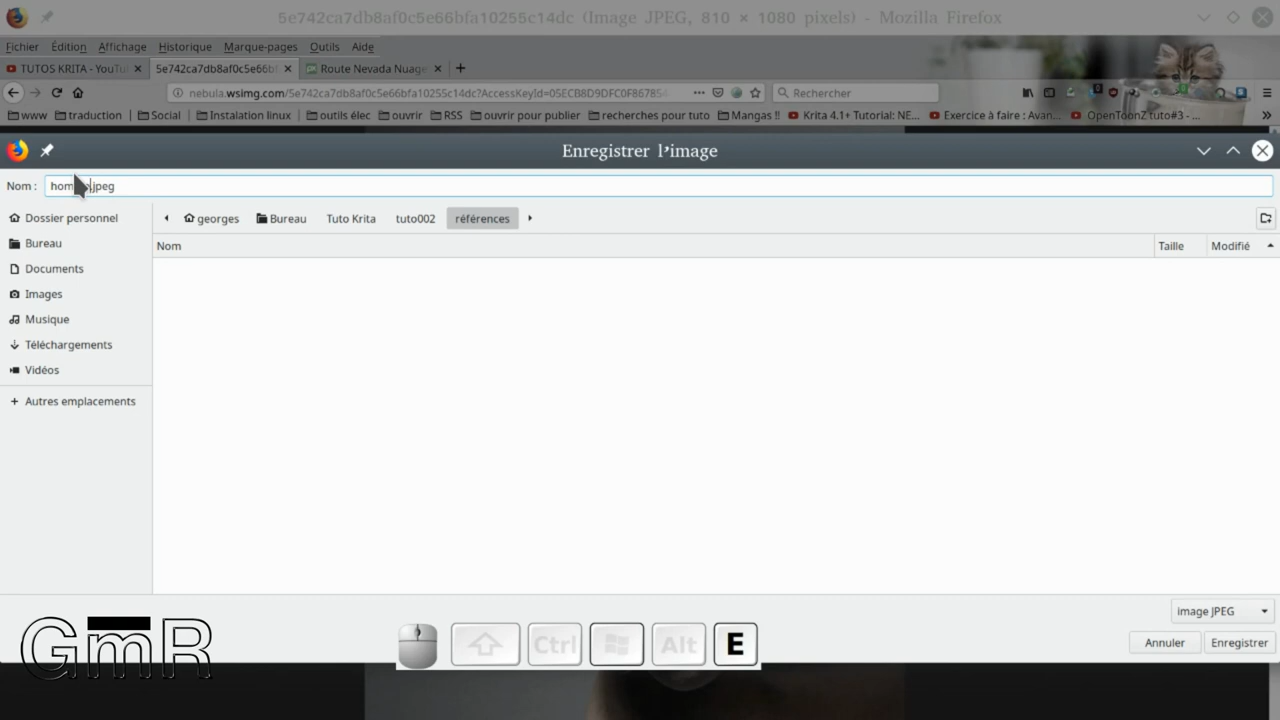 5e742ca7db8af0c5e66bfa10255c14dc (Image JPEG, 810 × 1080 pixels) - Mozilla Firefox
Fichier Édition Affichage Historique Marque-pages Outils Aide
TUTOS KRITA - YouTu 5e742ca7db8af0c5e66bf Route Nevada Nuage
nebula.wsimg.com/5e742ca7db8af0c5e66bfa10255c14dc?AccessKeyId=05ECB8D9DFC0F86785 Rechercher
www traduction Social Instalation linux outils élec ouvrir RSS ouvrir pour publier recherches pour tuto Mangas !! Krita 4.1+ Tutorial: NE... Exercice à faire : Avan... OpenToonZ tuto#3 - ...
Enregistrer l'image
Nom : .jpeg
georges Bureau Tuto Krita tuto002 références
Nom Taille Modifié
Dossier personnel
Bureau
Documents
Images
Musique
Téléchargements
Vidéos
Autres emplacements
image JPEG
Annuler Enregistrer
GmR
Ctrl Alt E